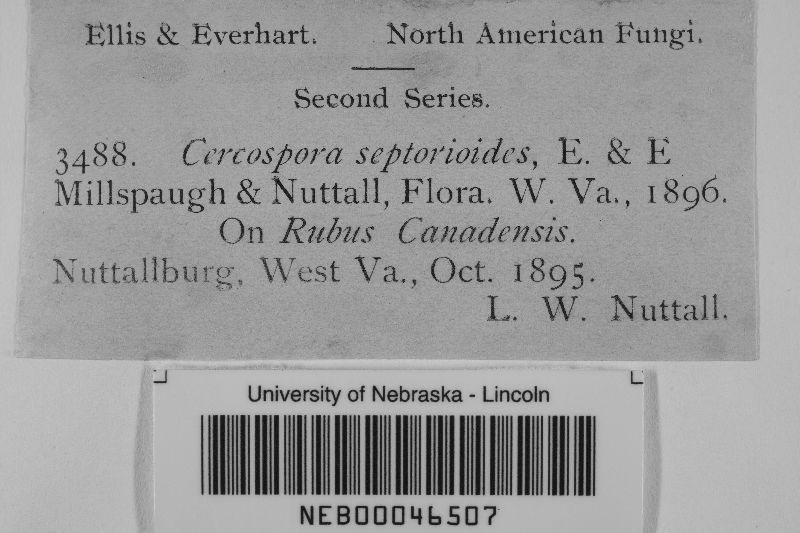 Ellis & Everhart. North American Fungi.
Second Series.
3488. Cercospora septorioides, E. & E
Millspaugh & Nuttall, Flora. W. Va., 1896.
On Rubus Canadensis.
Nuttallburg, West Va., Oct. 1895.
L. W. Nuttall.
University of Nebraska - Lincoln
NEB00046507